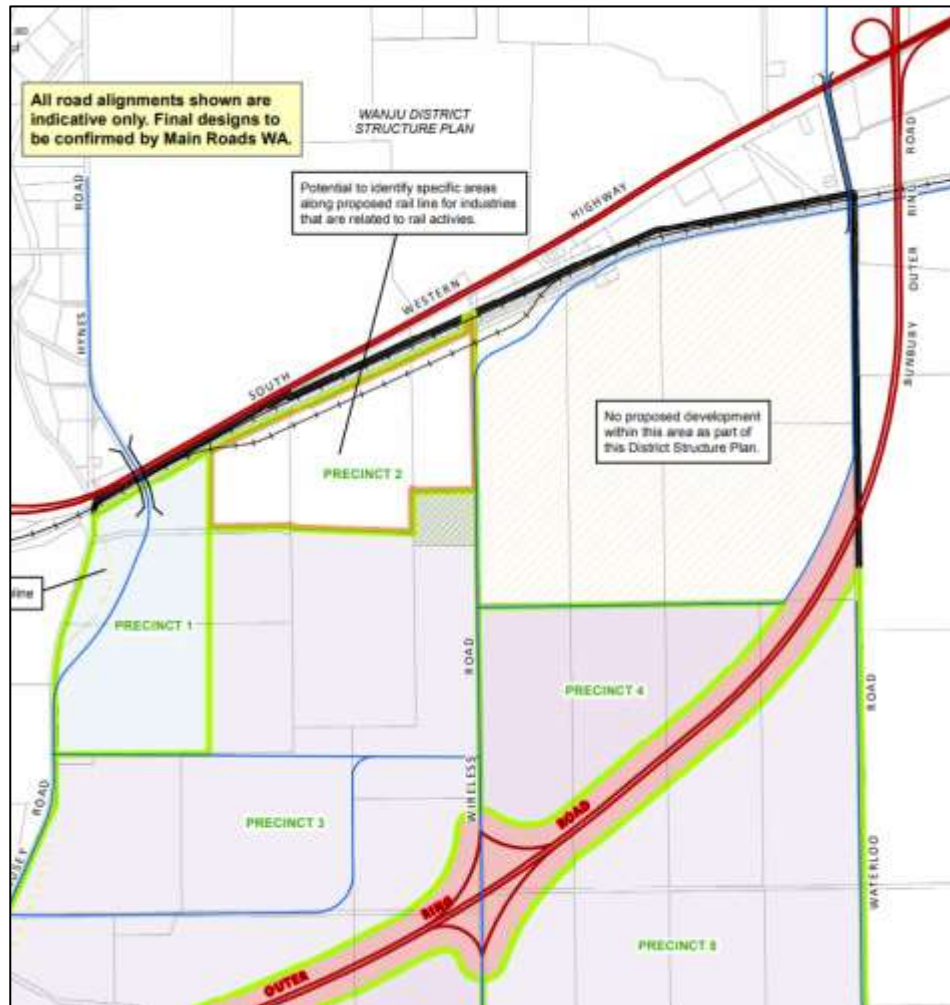 All road alignments shown are
indicative only. Final designs to
be confirmed by Main Roads WA.
WANJU DISTRICT
STRUCTURE PLAN
Potential to identify specific areas
along proposed rail line for industries
that are related to rail activies.
HYNES
ROAD
SOUTH
WESTERN
HIGHWAY
BUNBURY
OUTER
RING
ROAD
No proposed development
within this area as part of
this District Structure Plan.
PRECINCT 2
PRECINCT 1
PRECINCT 4
WIRELESS
ROAD
ROAD
PRECINCT 3
WATERLOO
ROAD
OUTER
RING
ROAD
PRECINCT 8